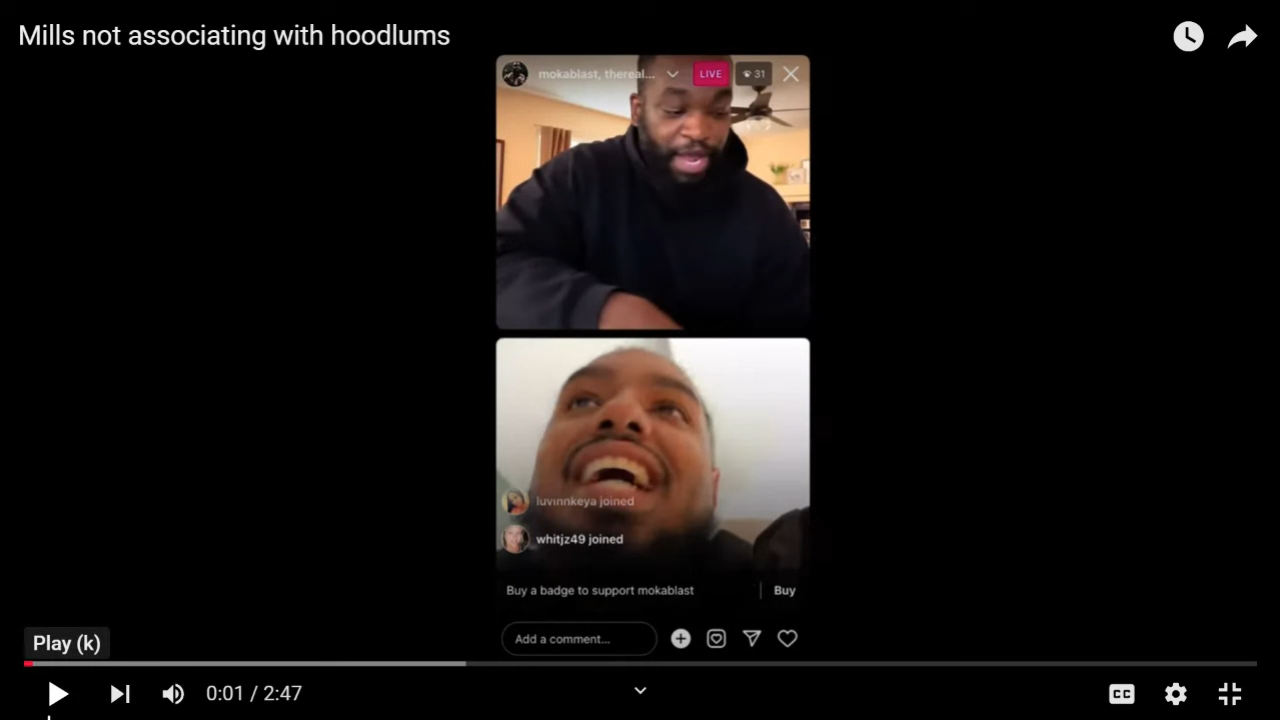 Mills not associating with hoodlums
mokablast, thereal...
LIVE
31
luvinnkeya joined
whitjz49 joined
Buy a badge to support mokablast
Buy
Add a comment...
Play (k)
0:01 / 2:47
CC